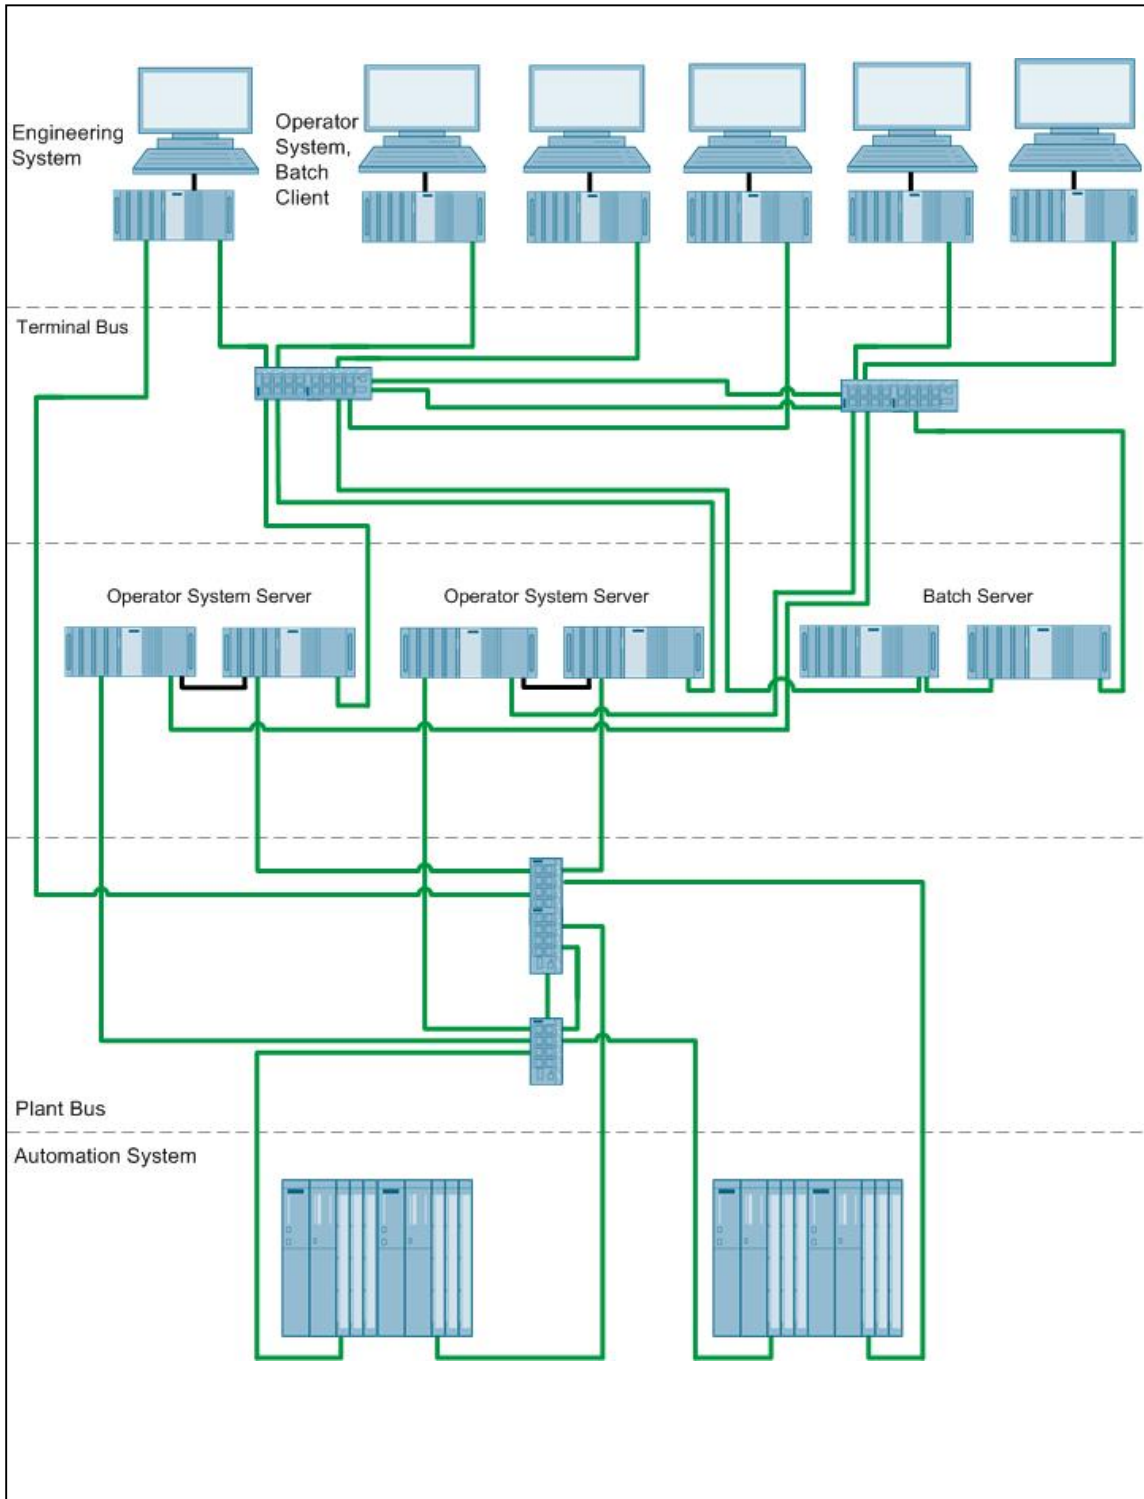 Engineering
System
Operator
System,
Batch
Client
Terminal Bus
Operator System Server
Operator System Server
Batch Server
Plant Bus
Automation System